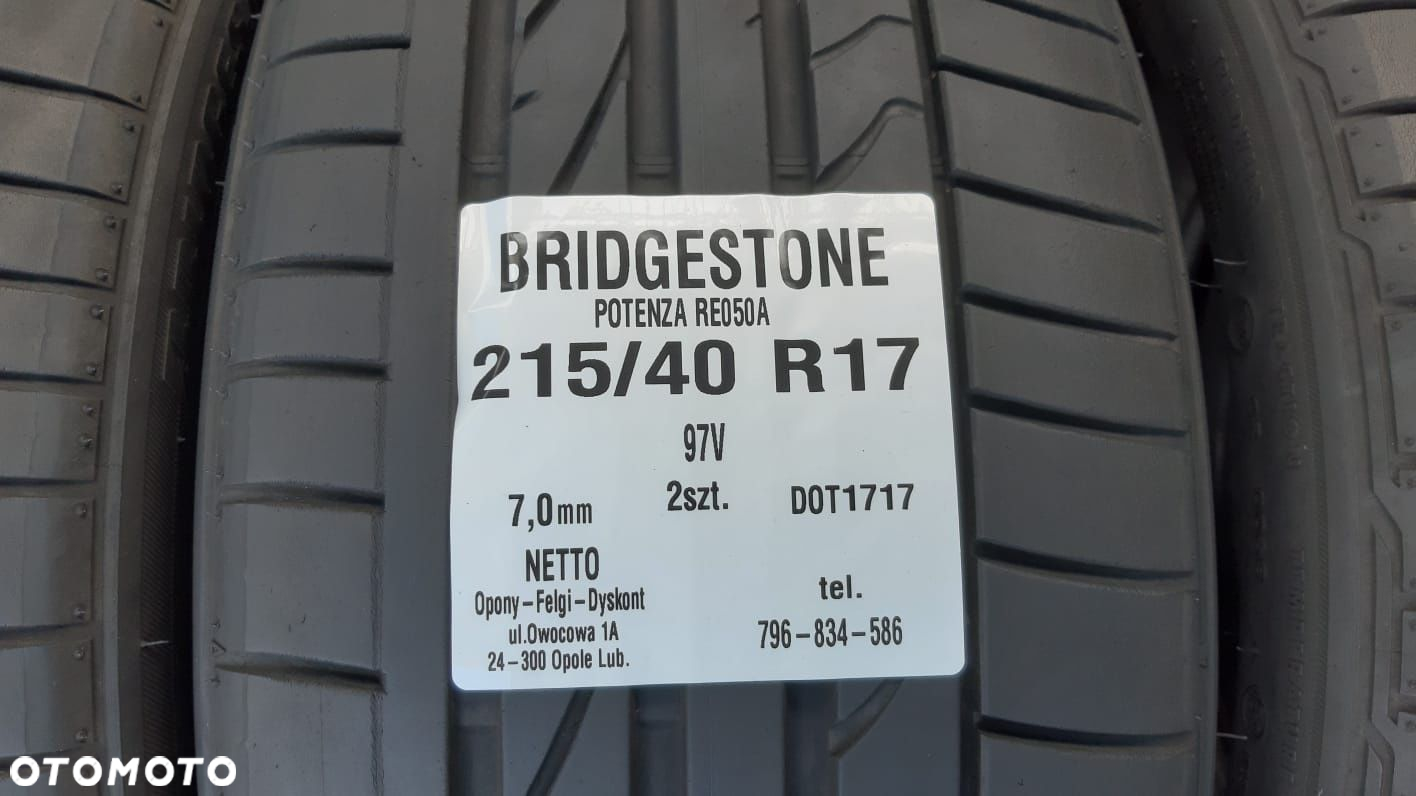 BRIDGESTONE
POTENZA RE050A
215/40 R17
97V
7,0mm 2szt. DOT1717
NETTO
Opony-Felgi-Dyskont
ul.Owocowa 1A
24-300 Opole Lub.
tel.
796-834-586
OTOMOTO